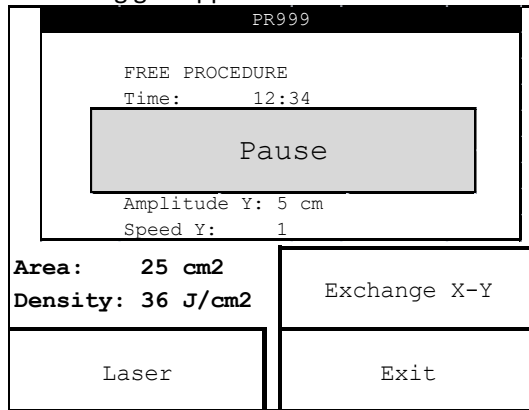 PR999
FREE PROCEDURE
Time: 12:34
Pause
Amplitude Y: 5 cm
Speed Y: 1
Area: 25 cm2
Density: 36 J/cm2
Exchange X-Y
Laser
Exit